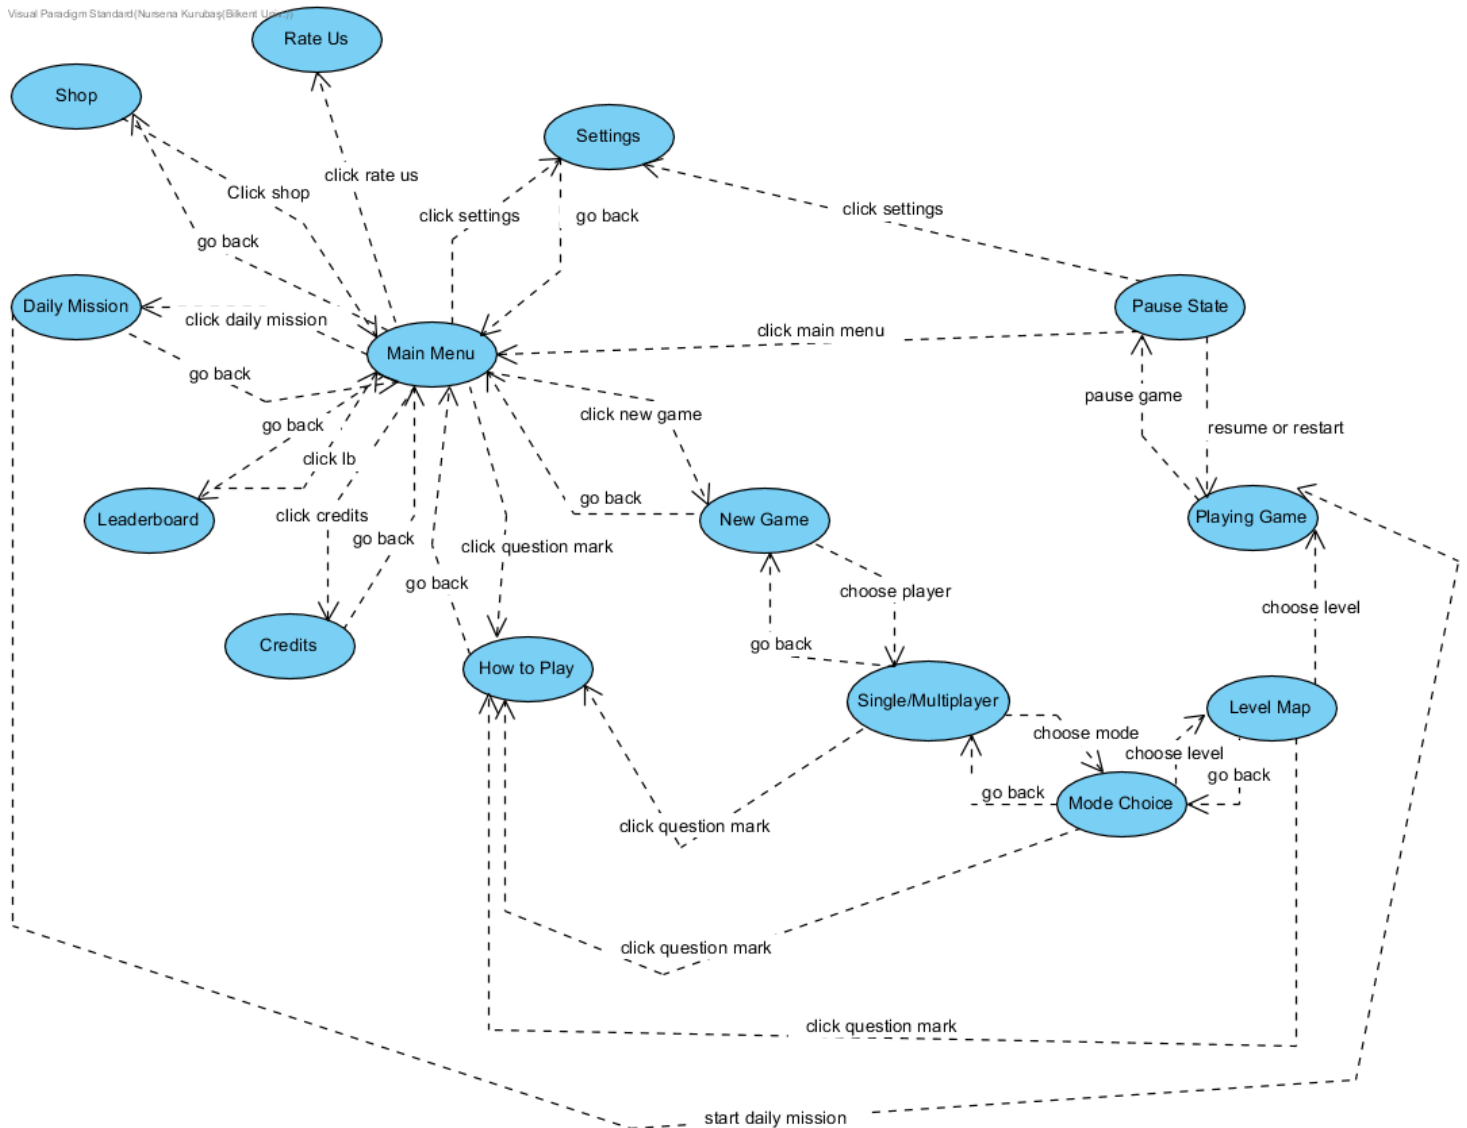 Visual Paradigm Standard(Nursena Kurubaş(Bilkent Univ.))
Rate Us
Shop
Settings
click rate us
Click shop
click settings
go back
click settings
go back
Daily Mission
click daily mission
Pause State
click main menu
Main Menu
go back
pause game
click new game
go back
resume or restart
click lb
go back
Leaderboard
click credits
New Game
Playing Game
go back
click question mark
go back
choose player
choose level
Credits
go back
How to Play
Single/Multiplayer
Level Map
choose mode
choose level
go back
go back
Mode Choice
click question mark
click question mark
click question mark
start daily mission